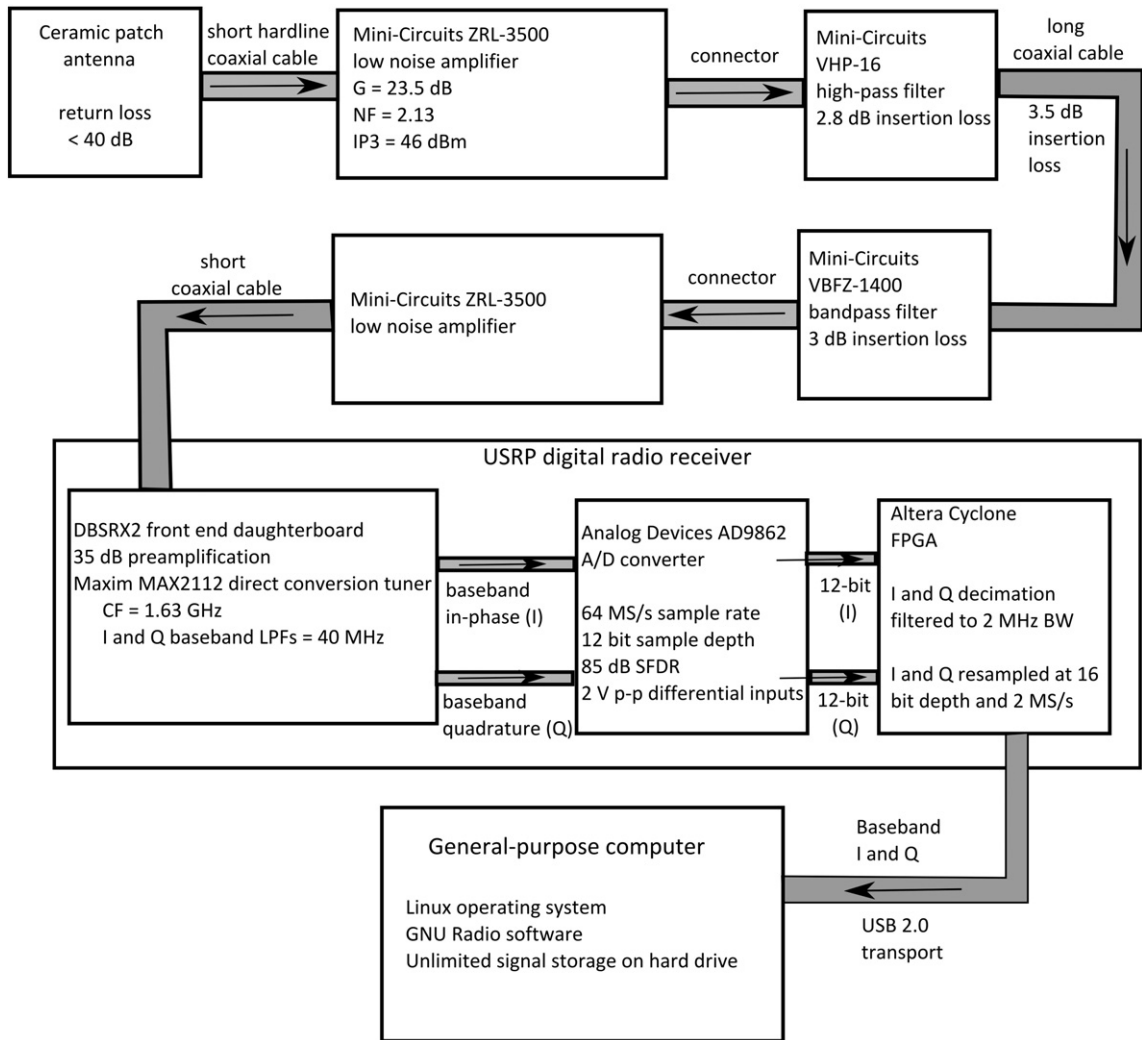 Ceramic patch
antenna
return loss
< 40 dB
short hardline
coaxial cable
Mini-Circuits ZRL-3500
low noise amplifier
G = 23.5 dB
NF = 2.13
IP3 = 46 dBm
connector
Mini-Circuits
VHP-16
high-pass filter
2.8 dB insertion loss
long
coaxial cable
3.5 dB
insertion
loss
Mini-Circuits
VBFZ-1400
bandpass filter
3 dB insertion loss
connector
Mini-Circuits ZRL-3500
low noise amplifier
short
coaxial cable
USRP digital radio receiver
DBSRX2 front end daughterboard
35 dB preamplification
Maxim MAX2112 direct conversion tuner
CF = 1.63 GHz
I and Q baseband LPFs = 40 MHz
baseband
in-phase (I)
baseband
quadrature (Q)
Analog Devices AD9862
A/D converter
64 MS/s sample rate
12 bit sample depth
85 dB SFDR
2 V p-p differential inputs
12-bit
(I)
12-bit
(Q)
Altera Cyclone
FPGA
I and Q decimation
filtered to 2 MHz BW
I and Q resampled at 16
bit depth and 2 MS/s
Baseband
I and Q
USB 2.0
transport
General-purpose computer
Linux operating system
GNU Radio software
Unlimited signal storage on hard drive